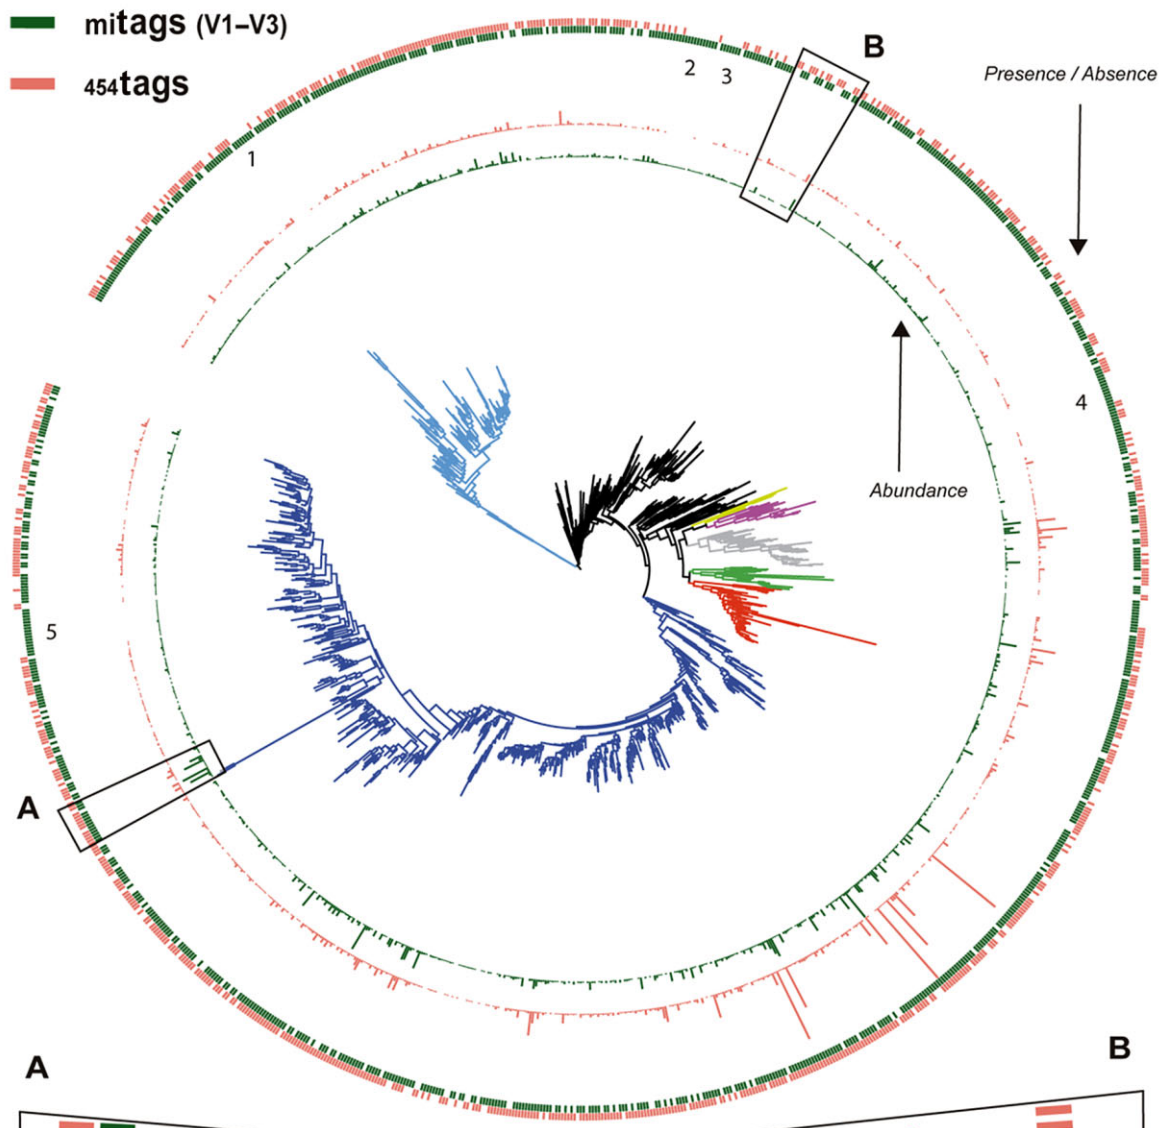 mitags (V1–V3)
454tags
B
Presence / Absence
1
2
3
4
Abundance
5
A
A
B